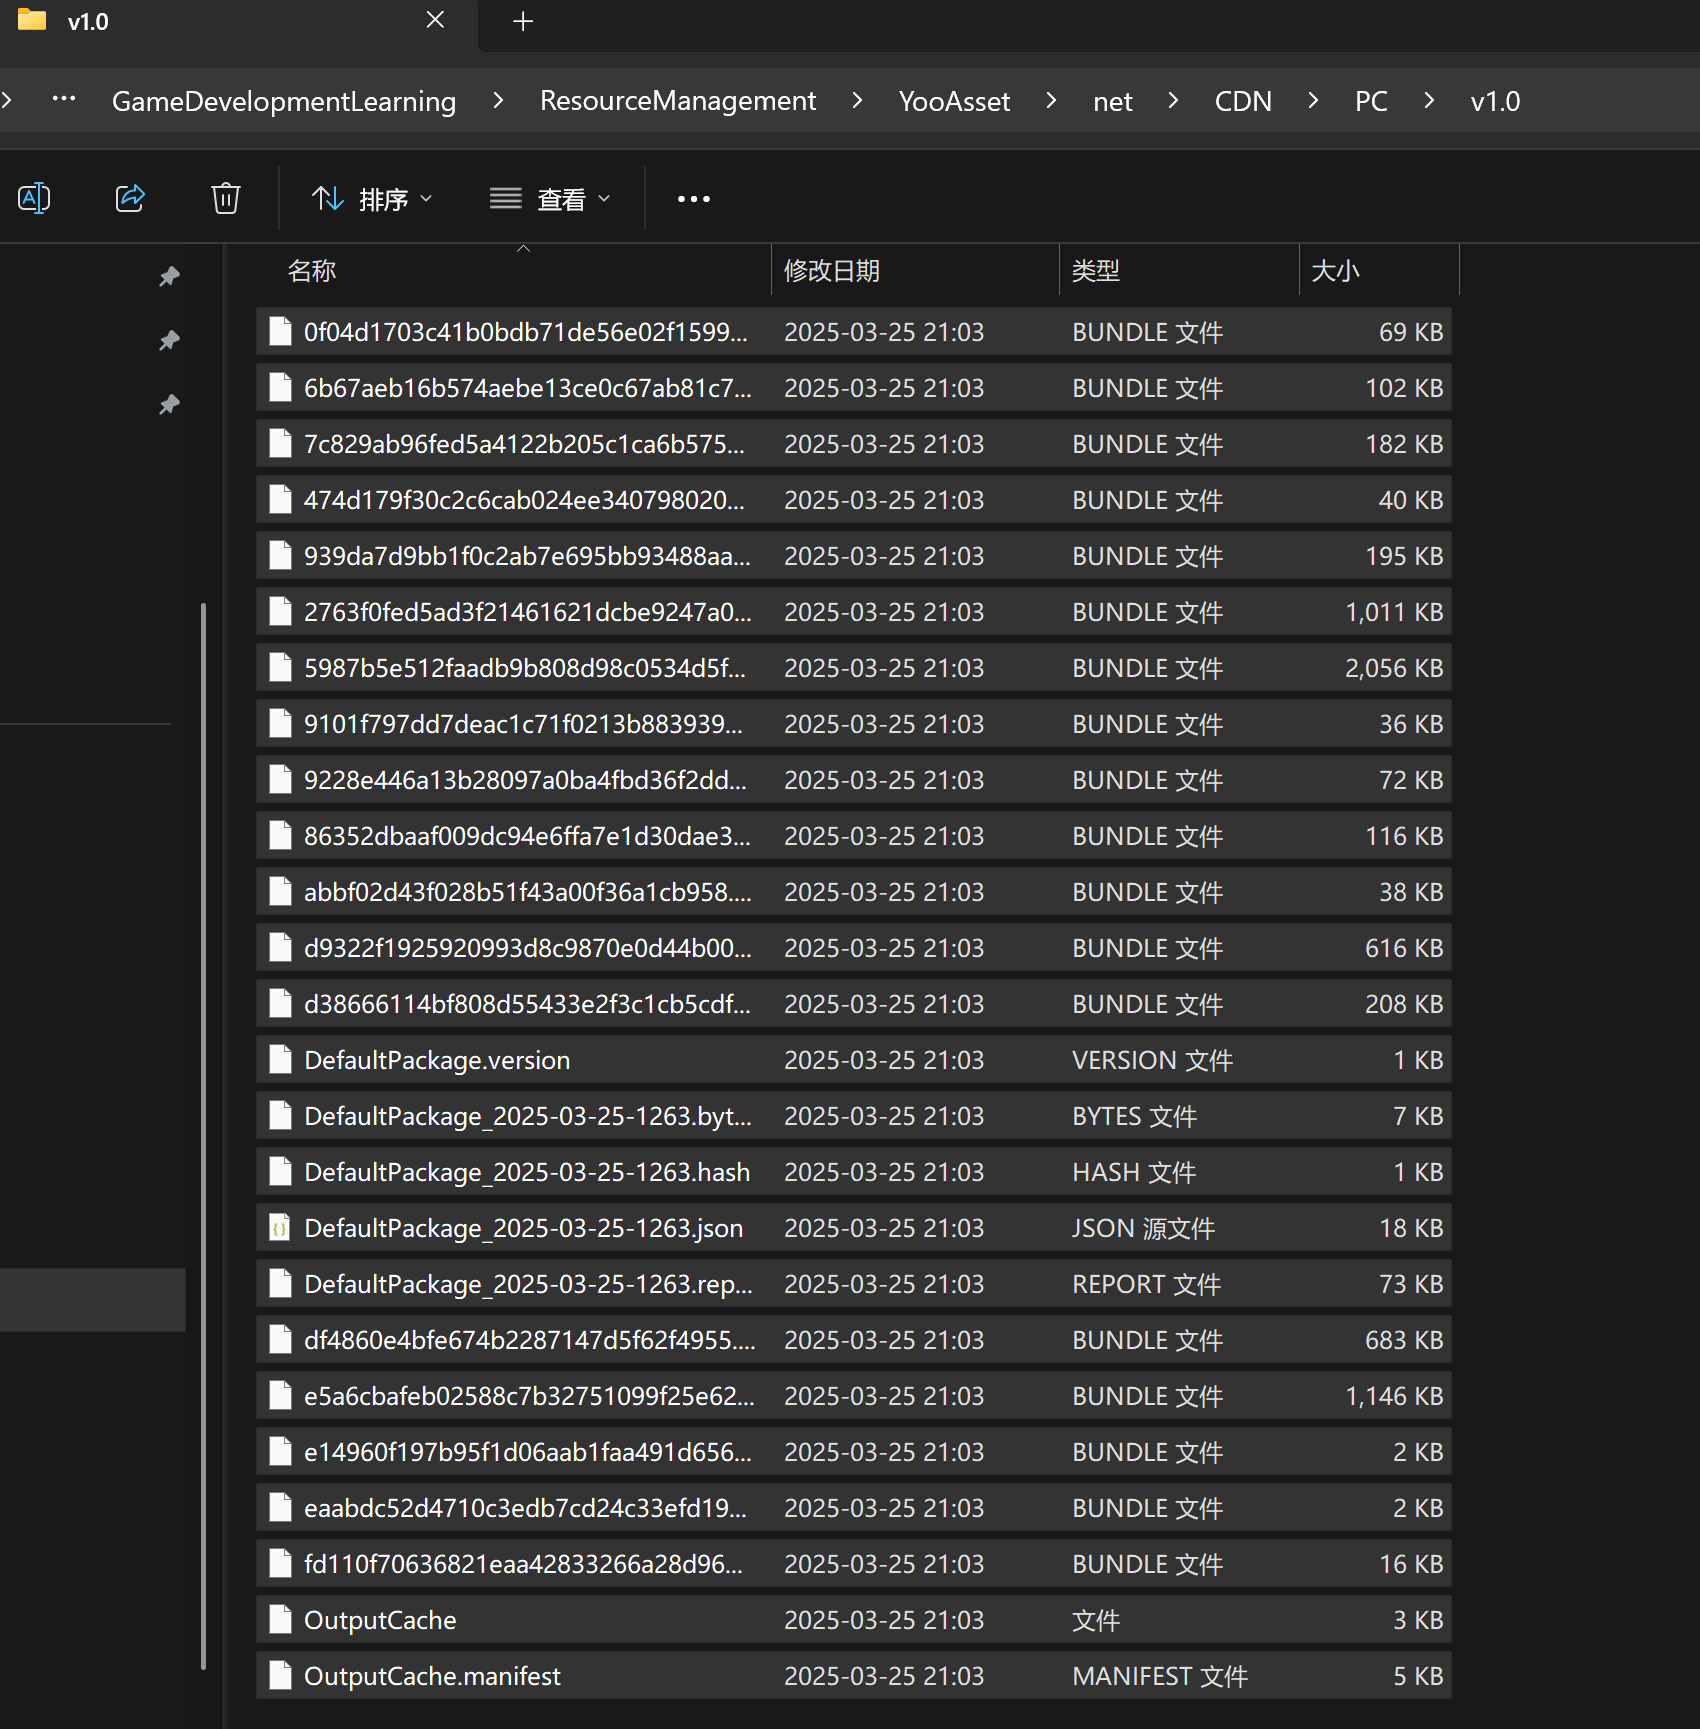 v1.0
GameDevelopmentLearning > ResourceManagement > YooAsset > net > CDN > PC > v1.0
排序 查看
名称 修改日期 类型 大小
0f04d1703c41b0bdb71de56e02f1599... 2025-03-25 21:03 BUNDLE 文件 69 KB
6b67aeb16b574aebe13ce0c67ab81c7... 2025-03-25 21:03 BUNDLE 文件 102 KB
7c829ab96fed5a4122b205c1ca6b575... 2025-03-25 21:03 BUNDLE 文件 182 KB
474d179f30c2c6cab024ee340798020... 2025-03-25 21:03 BUNDLE 文件 40 KB
939da7d9bb1f0c2ab7e695bb93488aa... 2025-03-25 21:03 BUNDLE 文件 195 KB
2763f0fed5ad3f21461621dcbe9247a0... 2025-03-25 21:03 BUNDLE 文件 1,011 KB
5987b5e512faadb9b808d98c0534d5f... 2025-03-25 21:03 BUNDLE 文件 2,056 KB
9101f797dd7deac1c71f0213b883939... 2025-03-25 21:03 BUNDLE 文件 36 KB
9228e446a13b28097a0ba4fbd36f2dd... 2025-03-25 21:03 BUNDLE 文件 72 KB
86352dbaaf009dc94e6ffa7e1d30dae3... 2025-03-25 21:03 BUNDLE 文件 116 KB
abbf02d43f028b51f43a00f36a1cb958.... 2025-03-25 21:03 BUNDLE 文件 38 KB
d9322f1925920993d8c9870e0d44b00... 2025-03-25 21:03 BUNDLE 文件 616 KB
d38666114bf808d55433e2f3c1cb5cdf... 2025-03-25 21:03 BUNDLE 文件 208 KB
DefaultPackage.version 2025-03-25 21:03 VERSION 文件 1 KB
DefaultPackage_2025-03-25-1263.byt... 2025-03-25 21:03 BYTES 文件 7 KB
DefaultPackage_2025-03-25-1263.hash 2025-03-25 21:03 HASH 文件 1 KB
DefaultPackage_2025-03-25-1263.json 2025-03-25 21:03 JSON 源文件 18 KB
DefaultPackage_2025-03-25-1263.rep... 2025-03-25 21:03 REPORT 文件 73 KB
df4860e4bfe674b2287147d5f62f4955.... 2025-03-25 21:03 BUNDLE 文件 683 KB
e5a6cbafeb02588c7b32751099f25e62... 2025-03-25 21:03 BUNDLE 文件 1,146 KB
e14960f197b95f1d06aab1faa491d656... 2025-03-25 21:03 BUNDLE 文件 2 KB
eaabdc52d4710c3edb7cd24c33efd19... 2025-03-25 21:03 BUNDLE 文件 2 KB
fd110f70636821eaa42833266a28d96... 2025-03-25 21:03 BUNDLE 文件 16 KB
OutputCache 2025-03-25 21:03 文件 3 KB
OutputCache.manifest 2025-03-25 21:03 MANIFEST 文件 5 KB